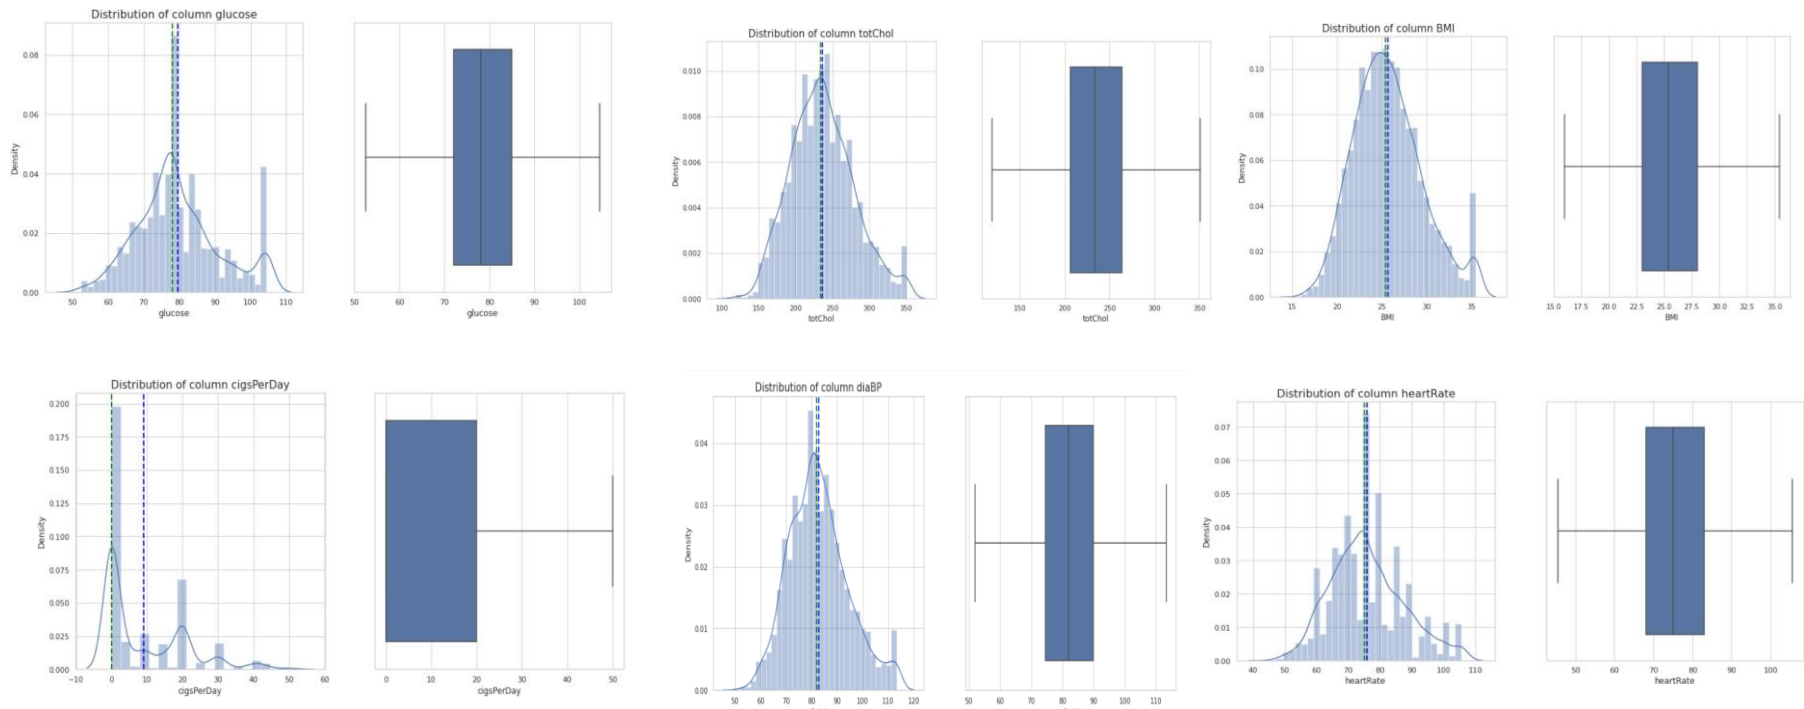 Distribution of column glucose
Density
0.08
0.06
0.04
0.02
0.00
50 60 70 80 90 100 110
glucose
50 60 70 80 90 100
glucose
Distribution of column totChol
Density
0.010
0.008
0.006
0.004
0.002
0.000
100 150 200 250 300 350
totChol
150 200 250 300 350
totChol
Distribution of column BMI
Density
0.10
0.08
0.06
0.04
0.02
0.00
15 20 25 30 35
BMI
15.0 17.5 20.0 22.5 25.0 27.5 30.0 32.5 35.0
BMI
Distribution of column cigsPerDay
Density
0.200
0.175
0.150
0.125
0.100
0.075
0.050
0.025
0.000
−10 0 10 20 30 40 50 60
cigsPerDay
0 10 20 30 40 50
cigsPerDay
Distribution of column diaBP
Density
0.04
0.03
0.02
0.01
0.00
50 60 70 80 90 100 110 120
50 60 70 80 90 100 110
Distribution of column heartRate
Density
0.07
0.06
0.05
0.04
0.03
0.02
0.01
0.00
40 50 60 70 80 90 100 110
heartRate
50 60 70 80 90 100
heartRate